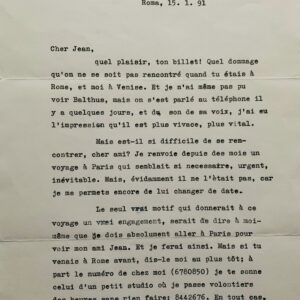 Roma, 15. 1. 91
Cher Jean,
quel plaisir, ton billet! Quel dommage
qu'on ne se soit pas rencontré quand tu étais à
Rome, et moi à Venise. Et je n'ai même pas pu
voir Balthus, mais on s'est parlé au téléphone il
y a quelques jours, et du son de sa voix, j'ai eu
l'impression qu'il est plus vivace, plus vital.
Mais est-il si difficile de se ren-
contrer, cher ami? Je renvoie depuis des mois un
voyage à Paris qui semblait si necessaire, urgent,
inévitable. Mais, évidamment il ne l'était pas, car
je me permets encore de lui changer de date.
Le seul vrai motif qui donnerait à ce
voyage un vrai engagement, serait de dire à moi-
même que je dois absolument aller à Paris pour
voir mon ami Jean. Et je ferai ainsi. Mais si tu
venais à Rome avant, dis-le moi au plus tôt; à
part le numéro de chez moi (6780850) je te sonne
celui d'un petit studio où je passe volontiers
des heures sans rien faire: 8442676. En tout cas,